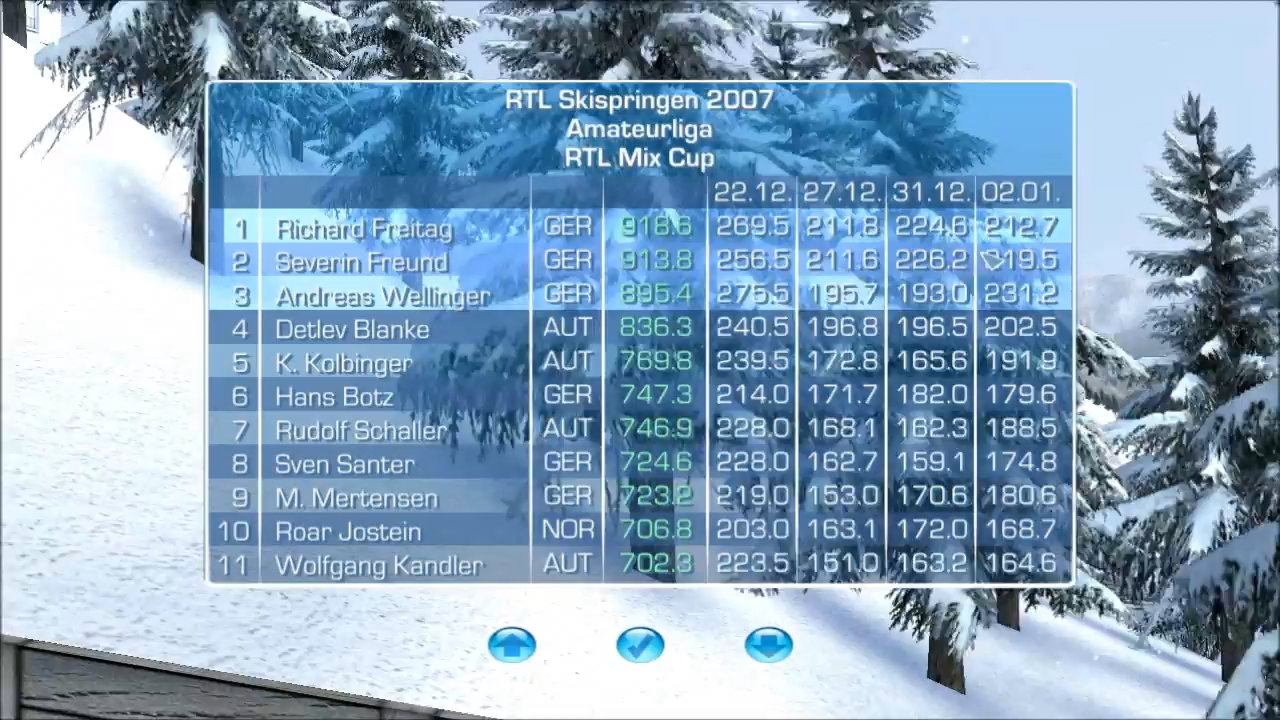 RTL Skispringen 2007
Amateurliga
RTL Mix Cup
22.12. 27.12. 31.12. 02.01.
1 Richard Freitag GER 918.6 269.5 211.8 224.6 212.7
2 Severin Freund GER 913.8 256.5 211.6 226.2 19.5
3 Andreas Wellinger GER 895.4 275.5 195.7 193.0 231.2
4 Detlev Blanke AUT 836.3 240.5 196.8 196.5 202.5
5 K. Kolbinger AUT 769.8 239.5 172.8 165.6 191.9
6 Hans Botz GER 747.3 214.0 171.7 182.0 179.6
7 Rudolf Schaller AUT 746.9 228.0 168.1 162.3 188.5
8 Sven Santer GER 724.6 228.0 162.7 159.1 174.8
9 M. Mertensen GER 723.2 219.0 153.0 170.6 180.6
10 Roar Jostein NOR 706.8 203.0 163.1 172.0 168.7
11 Wolfgang Kandler AUT 702.3 223.5 151.0 163.2 164.6